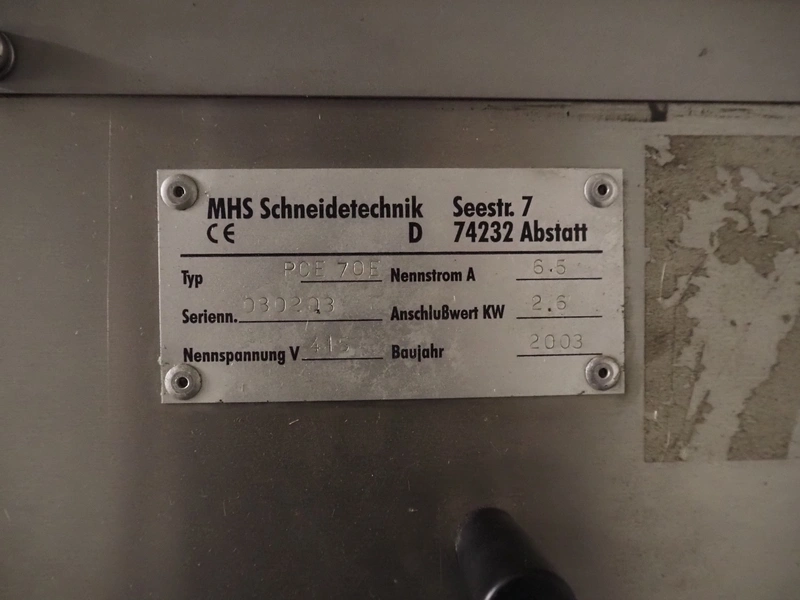 MHS Schneidetechnik Seestr. 7
CE D 74232 Abstatt
Typ PCE 70E Nennstrom A 6.5
Serienn. 030203 Anschlußwert KW 2.6
Nennspannung V 415 Baujahr 2003